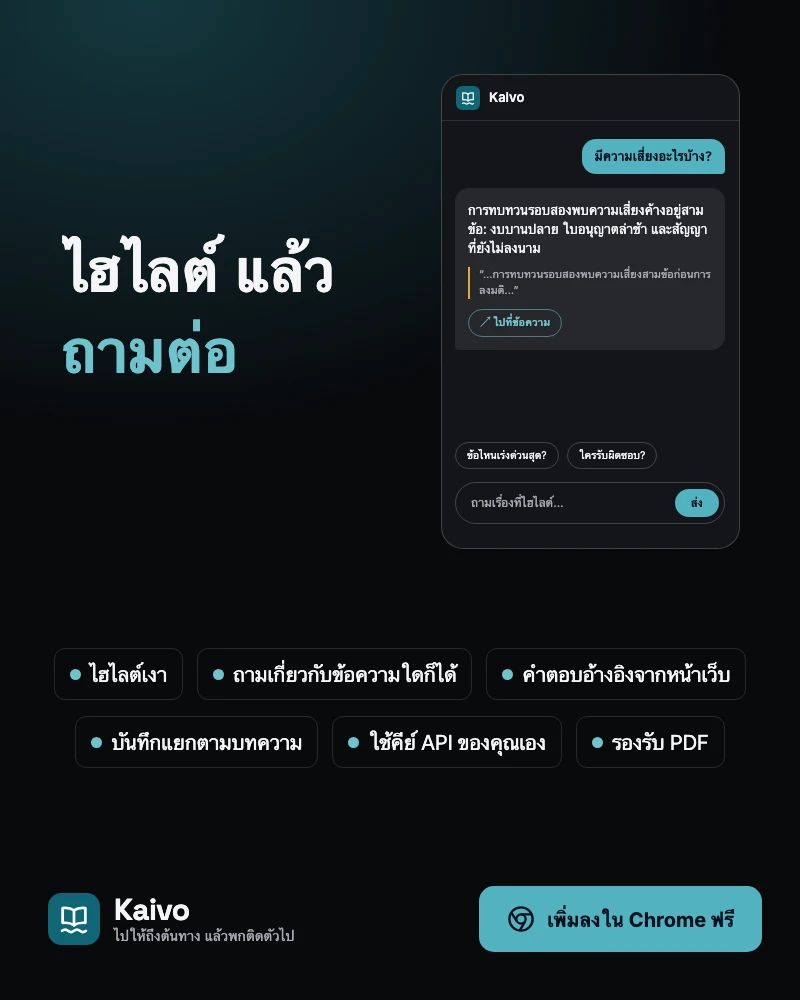 Kaivo
มีความเสี่ยงอะไรบ้าง?
การทบทวนรอบสองพบความเสี่ยงค้างอยู่สาม
ข้อ: งบบานปลาย ใบอนุญาตล่าช้า และสัญญา
ที่ยังไม่ลงนาม
"…การทบทวนรอบสองพบความเสี่ยงสามข้อก่อนการ
ลงมติ…"
↗ ไปที่ข้อความ
ข้อไหนเร่งด่วนสุด? ใครรับผิดชอบ?
ถามเรื่องที่ไฮไลต์… ส่ง
ไฮไลต์ แล้ว
ถามต่อ
ไฮไลต์เงา ถามเกี่ยวกับข้อความใดก็ได้ คำตอบอ้างอิงจากหน้าเว็บ
บันทึกแยกตามบทความ ใช้คีย์ API ของคุณเอง รองรับ PDF
Kaivo
ไปให้ถึงต้นทาง แล้วพกติดตัวไป
เพิ่มลงใน Chrome ฟรี